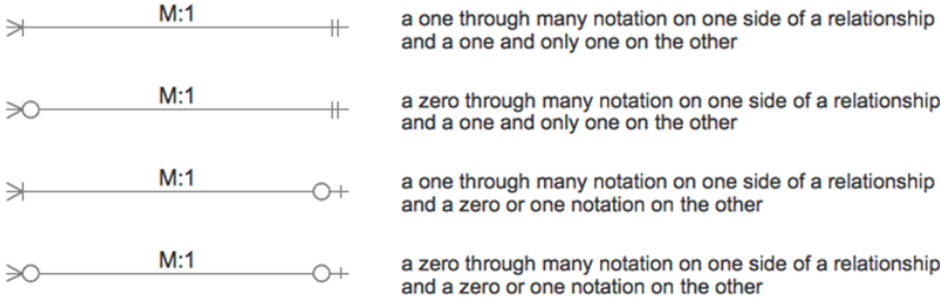 M:1
a one through many notation on one side of a relationship
and a one and only one on the other
M:1
a zero through many notation on one side of a relationship
and a one and only one on the other
M:1
a one through many notation on one side of a relationship
and a zero or one notation on the other
M:1
a zero through many notation on one side of a relationship
and a zero or one notation on the other